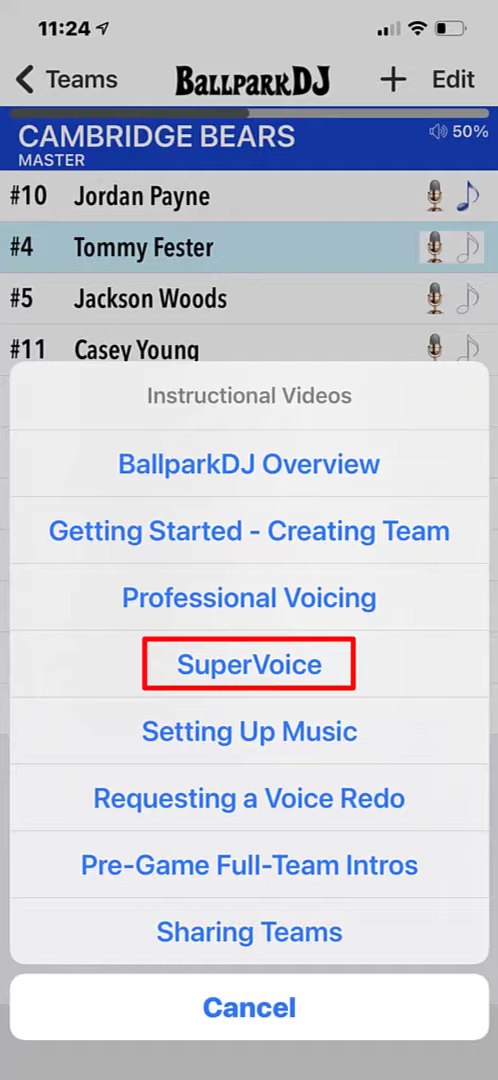 11:24
Teams
BALLPARKDJ
+
Edit
CAMBRIDGE BEARS
50%
MASTER
#10 Jordan Payne
#4 Tommy Fester
#5 Jackson Woods
#11 Casey Young
Instructional Videos
BallparkDJ Overview
Getting Started - Creating Team
Professional Voicing
SuperVoice
Setting Up Music
Requesting a Voice Redo
Pre-Game Full-Team Intros
Sharing Teams
Cancel